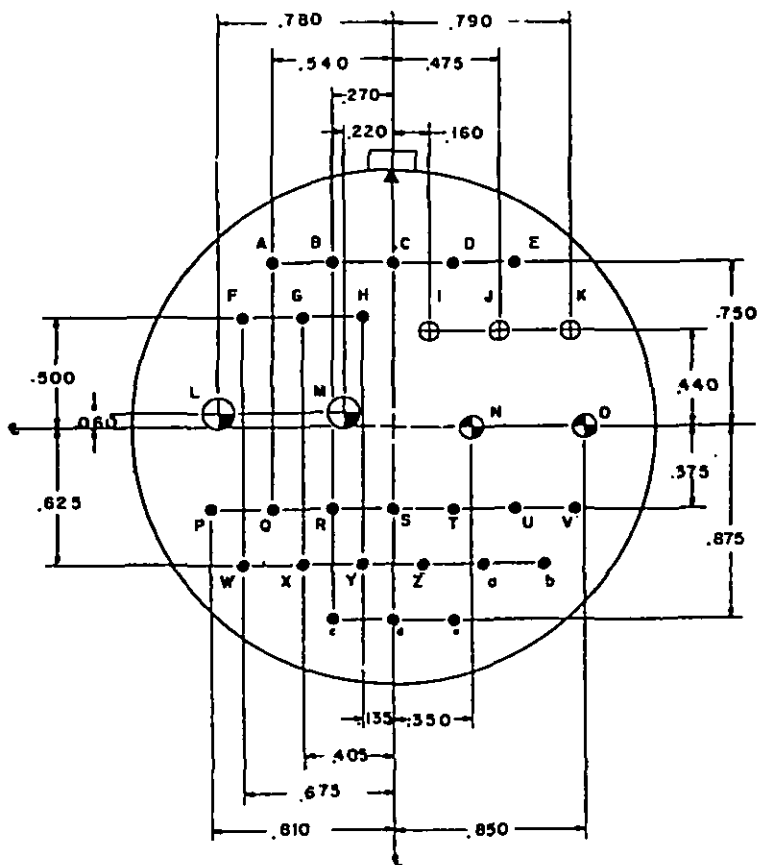 .780 .790
.540 .475
.270
.220 .160
A B C D E
F G H I J K
.750
.500 .440
L M N O
.060
.375
.625
.875
P Q R S T U V
W X Y Z a b
c d e
.135 .350
.405
.675
.810 .850